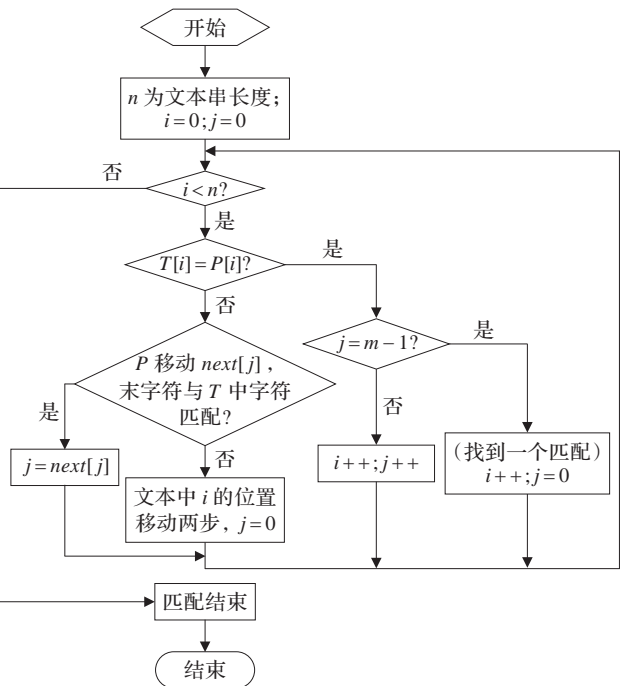 开始
n 为文本串长度；
i=0;j=0
否
i<n?
是
T[i]=P[i]?
是
否
P 移动 next[j]，
末字符与 T 中字符
匹配?
j=m-1?
是
是
否
否
j=next[j]
i++;j++
（找到一个匹配）
i++;j=0
文本中 i 的位置
移动两步，j=0
匹配结束
结束